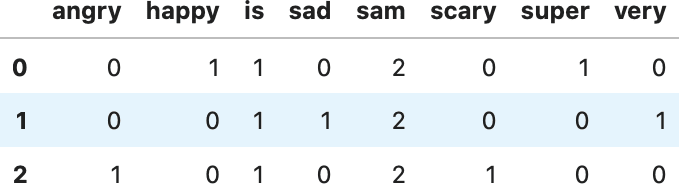 angry happy is sad sam scary super very
0 0 1 1 0 2 0 1 0
1 0 0 1 1 2 0 0 1
2 1 0 1 0 2 1 0 0